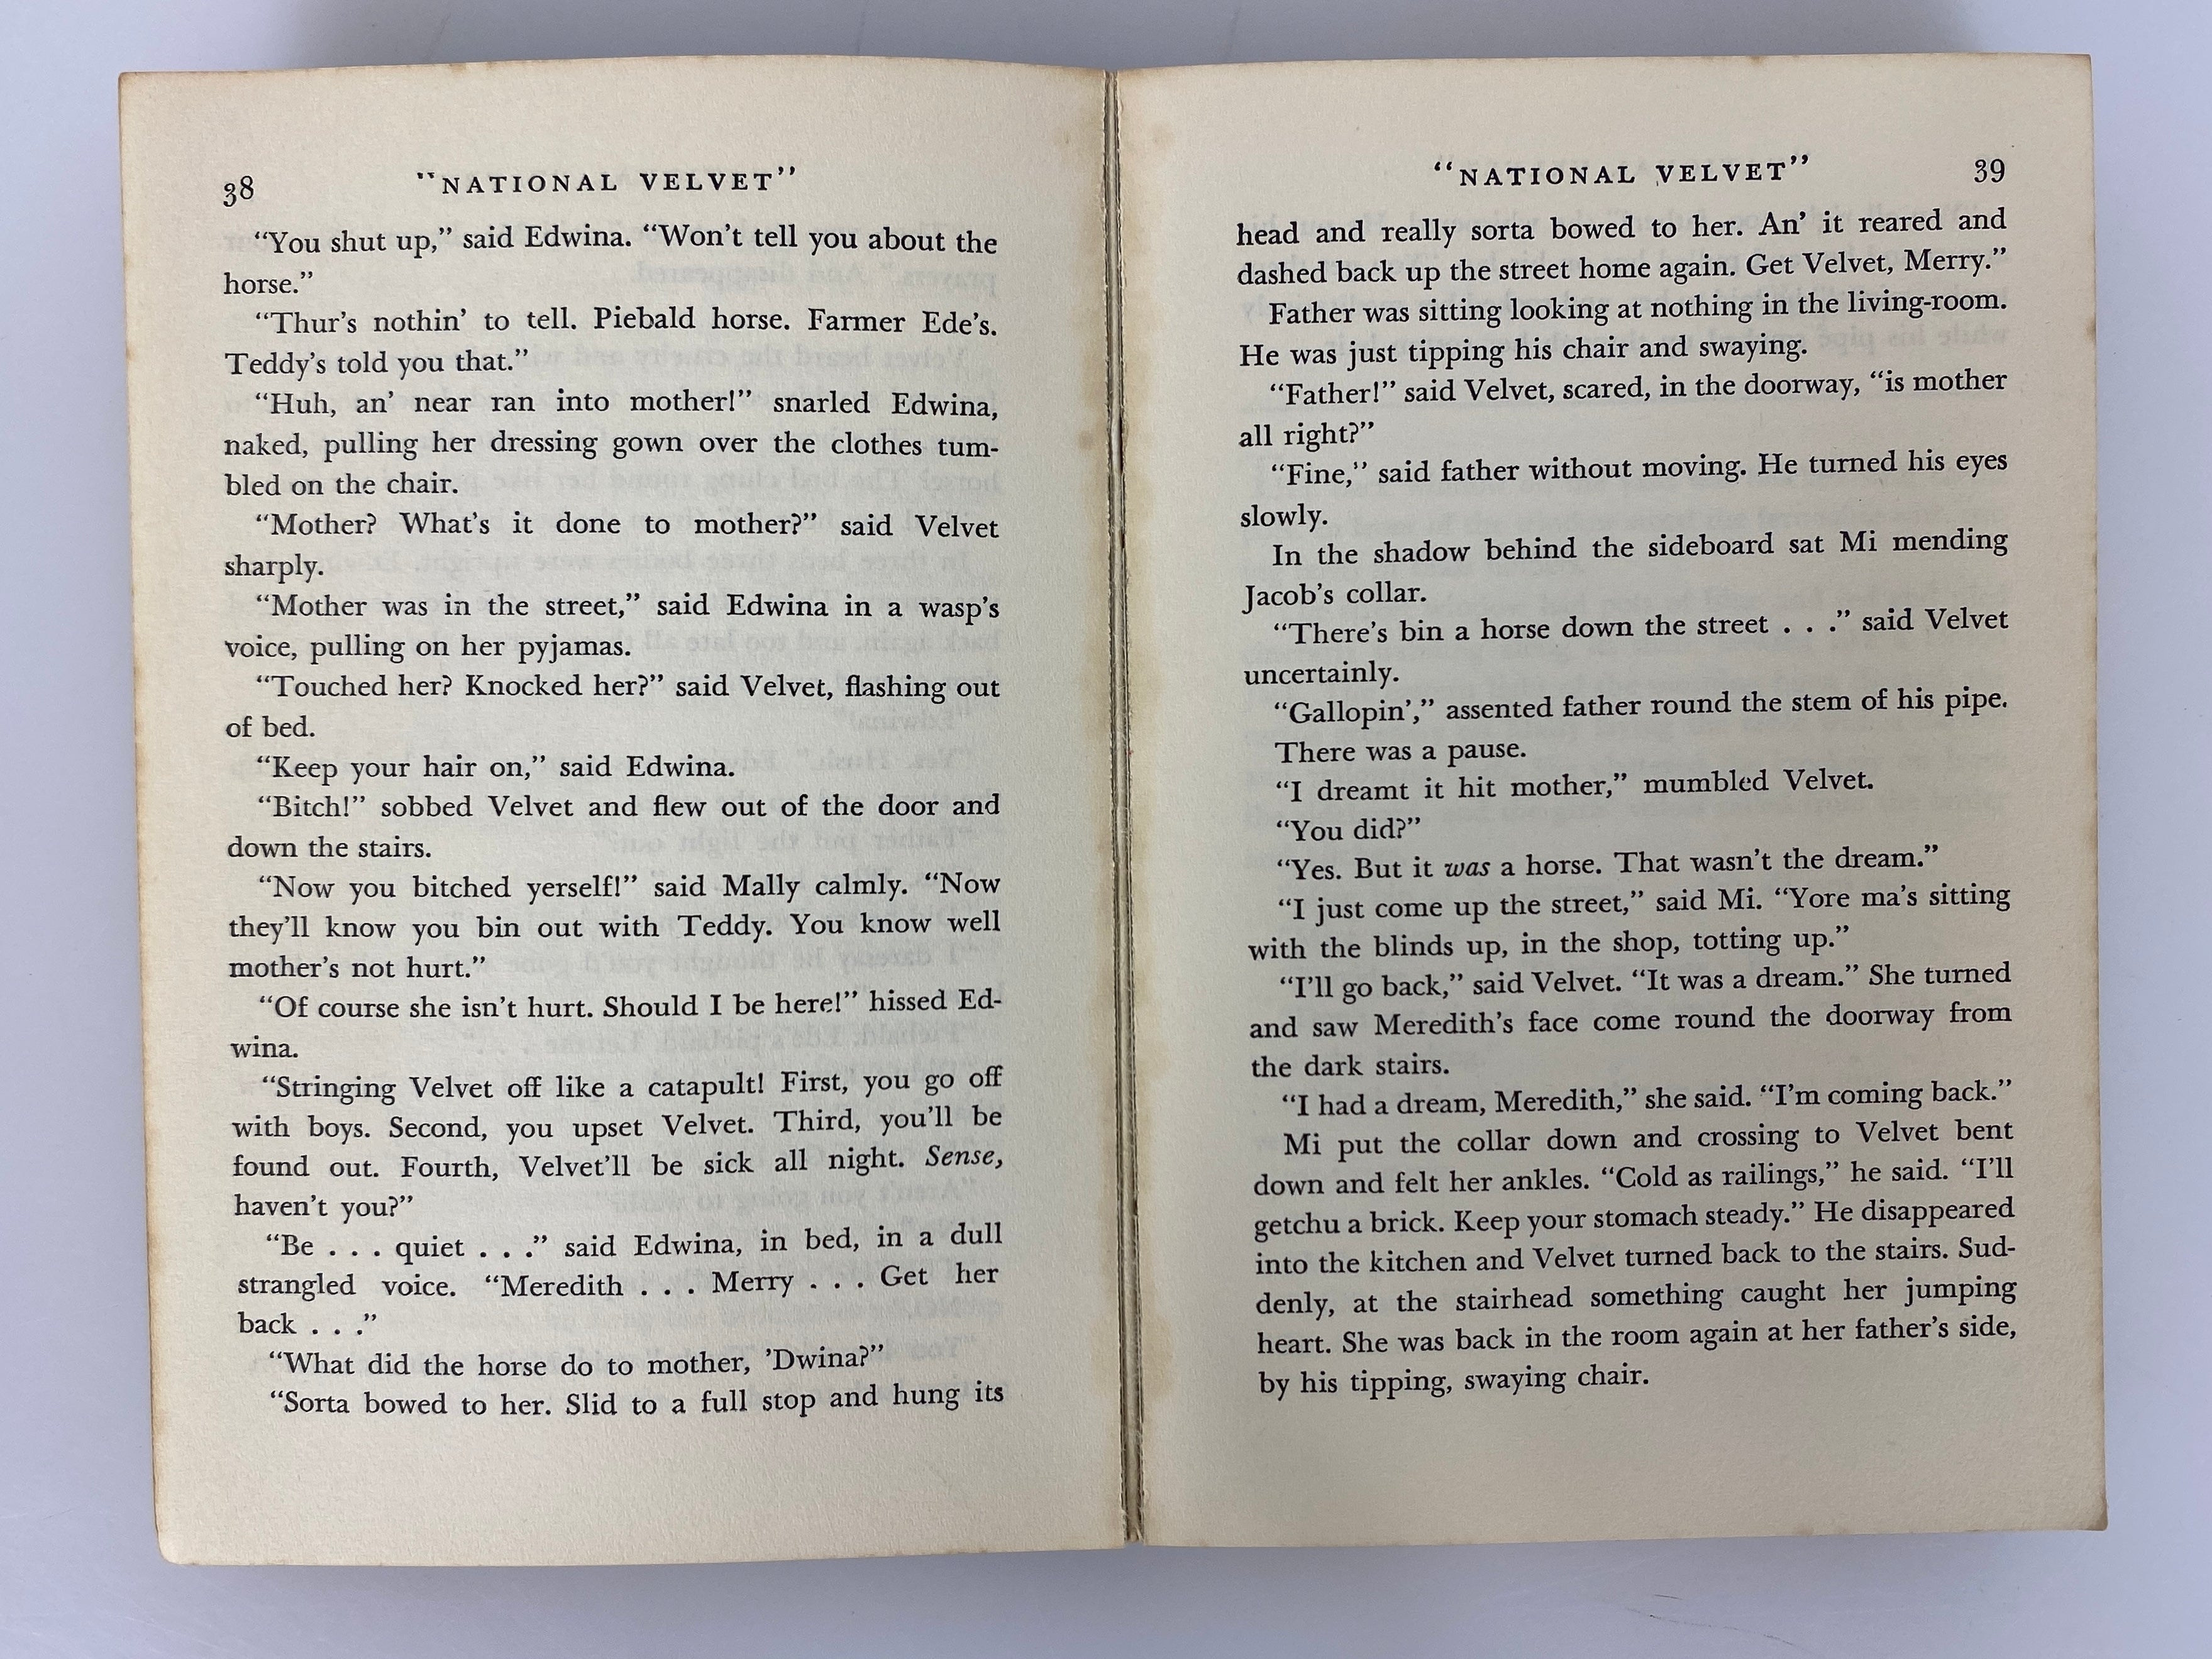 38 "NATIONAL VELVET"
"You shut up," said Edwina. "Won't tell you about the
horse."
"Thur's nothin' to tell. Piebald horse. Farmer Ede's.
Teddy's told you that."
"Huh, an' near ran into mother!" snarled Edwina,
naked, pulling her dressing gown over the clothes tum-
bled on the chair.
"Mother? What's it done to mother?" said Velvet
sharply.
"Mother was in the street," said Edwina in a wasp's
voice, pulling on her pyjamas.
"Touched her? Knocked her?" said Velvet, flashing out
of bed.
"Keep your hair on," said Edwina.
"Bitch!" sobbed Velvet and flew out of the door and
down the stairs.
"Now you bitched yerself!" said Mally calmly. "Now
they'll know you bin out with Teddy. You know well
mother's not hurt."
"Of course she isn't hurt. Should I be here!" hissed Ed-
wina.
"Stringing Velvet off like a catapult! First, you go off
with boys. Second, you upset Velvet. Third, you'll be
found out. Fourth, Velvet'll be sick all night. Sense,
haven't you?"
"Be . . . quiet . . ." said Edwina, in bed, in a dull
strangled voice. "Meredith . . . Merry . . . Get her
back . . ."
"What did the horse do to mother, 'Dwina?"
"Sorta bowed to her. Slid to a full stop and hung its
"NATIONAL VELVET" 39
head and really sorta bowed to her. An' it reared and
dashed back up the street home again. Get Velvet, Merry."
Father was sitting looking at nothing in the living-room.
He was just tipping his chair and swaying.
"Father!" said Velvet, scared, in the doorway, "is mother
all right?"
"Fine," said father without moving. He turned his eyes
slowly.
In the shadow behind the sideboard sat Mi mending
Jacob's collar.
"There's bin a horse down the street . . ." said Velvet
uncertainly.
"Gallopin'," assented father round the stem of his pipe.
There was a pause.
"I dreamt it hit mother," mumbled Velvet.
"You did?"
"Yes. But it was a horse. That wasn't the dream."
"I just come up the street," said Mi. "Yore ma's sitting
with the blinds up, in the shop, totting up."
"I'll go back," said Velvet. "It was a dream." She turned
and saw Meredith's face come round the doorway from
the dark stairs.
"I had a dream, Meredith," she said. "I'm coming back."
Mi put the collar down and crossing to Velvet bent
down and felt her ankles. "Cold as railings," he said. "I'll
getchu a brick. Keep your stomach steady." He disappeared
into the kitchen and Velvet turned back to the stairs. Sud-
denly, at the stairhead something caught her jumping
heart. She was back in the room again at her father's side,
by his tipping, swaying chair.